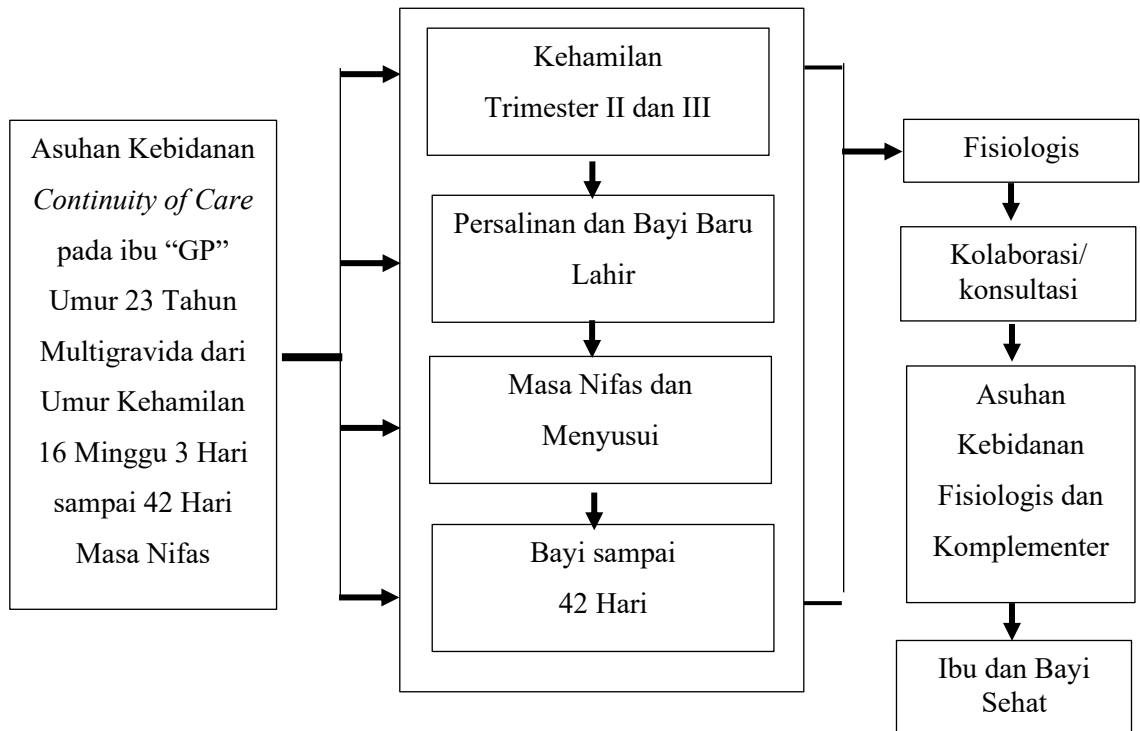 Asuhan Kebidanan
Continuity of Care
pada ibu “GP”
Umur 23 Tahun
Multigravida dari
Umur Kehamilan
16 Minggu 3 Hari
sampai 42 Hari
Masa Nifas
Kehamilan
Trimester II dan III
Persalinan dan Bayi Baru
Lahir
Masa Nifas dan
Menyusui
Bayi sampai
42 Hari
Fisiologis
Kolaborasi/
konsultasi
Asuhan
Kebidanan
Fisiologis dan
Komplementer
Ibu dan Bayi
Sehat